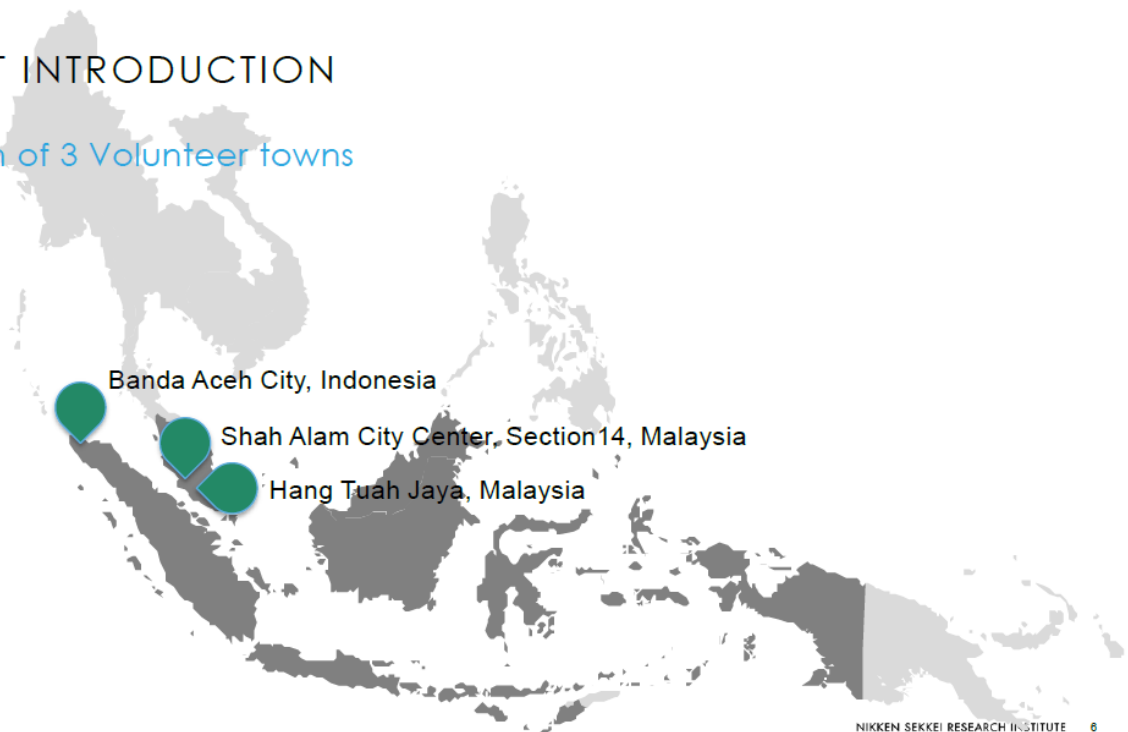 T INTRODUCTION
n of 3 Volunteer towns
Banda Aceh City, Indonesia
Shah Alam City Center, Section14, Malaysia
Hang Tuah Jaya, Malaysia
NIKKEN SEKKEI RESEARCH INSTITUTE 6